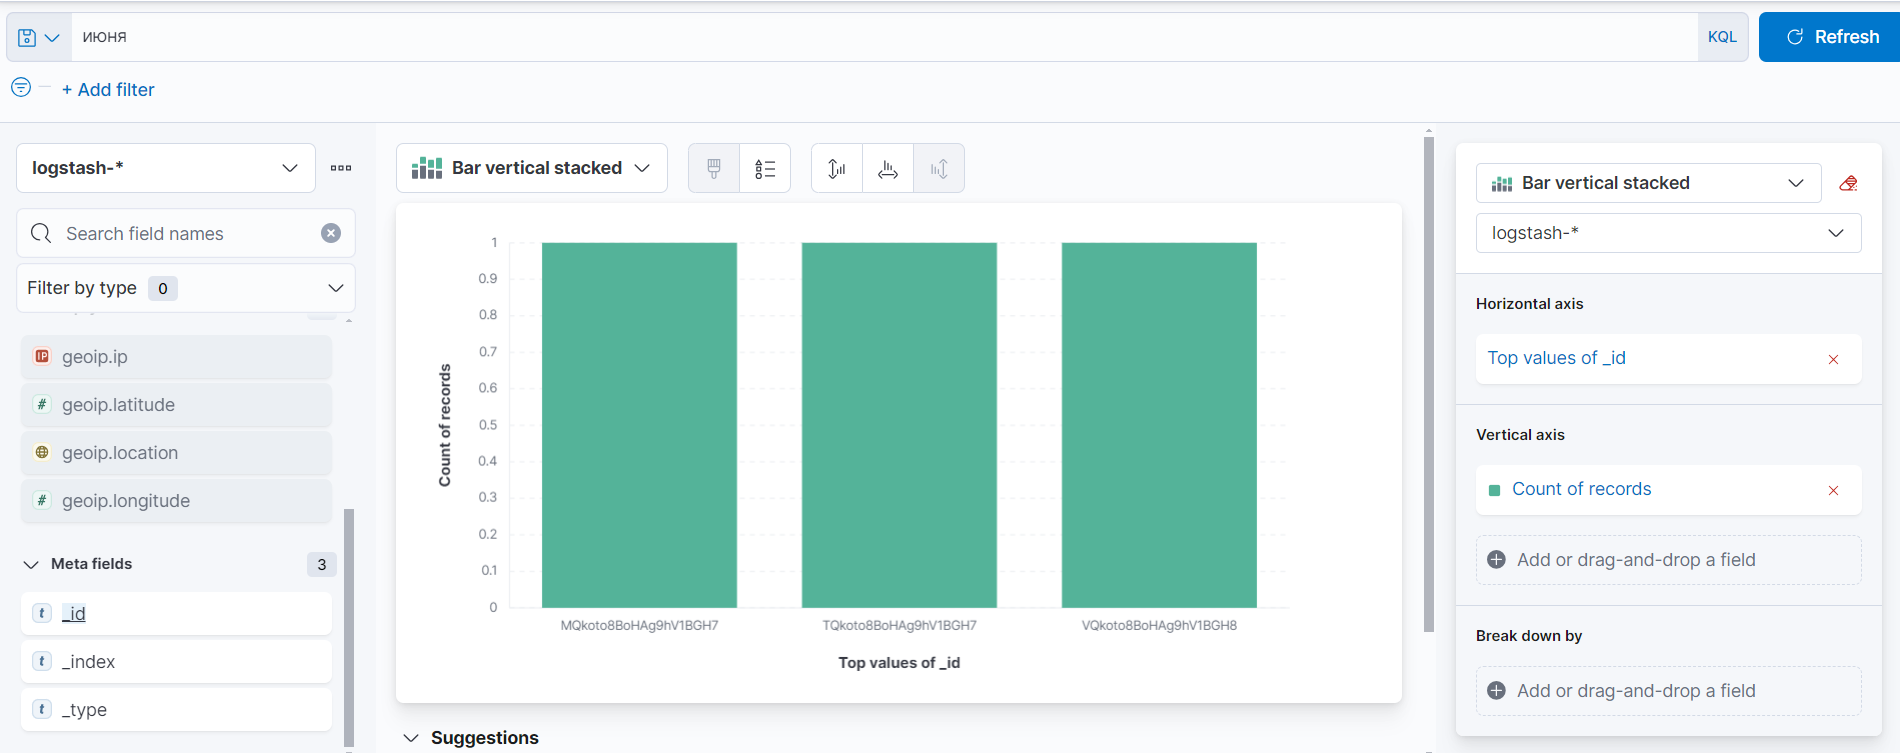 июня
KQL
Refresh
+ Add filter
logstash-*
Search field names
Filter by type 0
geoip.ip
geoip.latitude
geoip.location
geoip.longitude
Meta fields 3
_id
_index
_type
Bar vertical stacked
1
0.9
0.8
0.7
0.6
0.5
0.4
0.3
0.2
0.1
0
Count of records
MQkoto8BoHAg9hV1BGH7
TQkoto8BoHAg9hV1BGH7
VQkoto8BoHAg9hV1BGH8
Top values of _id
Suggestions
Bar vertical stacked
logstash-*
Horizontal axis
Top values of _id
Vertical axis
Count of records
Add or drag-and-drop a field
Break down by
Add or drag-and-drop a field